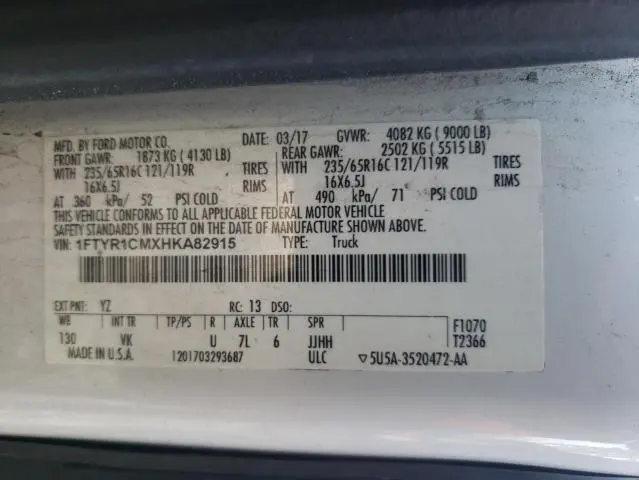 MFD. BY FORD MOTOR CO.
DATE: 03/17 GVWR: 4082 KG ( 9000 LB)
FRONT GAWR: 1873 KG ( 4130 LB)
REAR GAWR: 2502 KG ( 5515 LB)
WITH 235/65R16C 121/119R TIRES
WITH 235/65R16C 121/119R TIRES
16X6.5J RIMS
16X6.5J RIMS
AT 360 kPa/ 52 PSI COLD
AT 490 kPa/ 71 PSI COLD
THIS VEHICLE CONFORMS TO ALL APPLICABLE FEDERAL MOTOR VEHICLE
SAFETY STANDARDS IN EFFECT ON THE DATE OF MANUFACTURE SHOWN ABOVE.
VIN: 1FTYR1CMXHKA82915 TYPE: Truck
EXT PNT: YZ RC: 13 DSO:
WB INT TR TP/PS R AXLE TR SPR F1070
130 VK U 7L 6 JJHH T2366
MADE IN U.S.A. 1201703293687 ULC ▽5U5A-3520472-AA